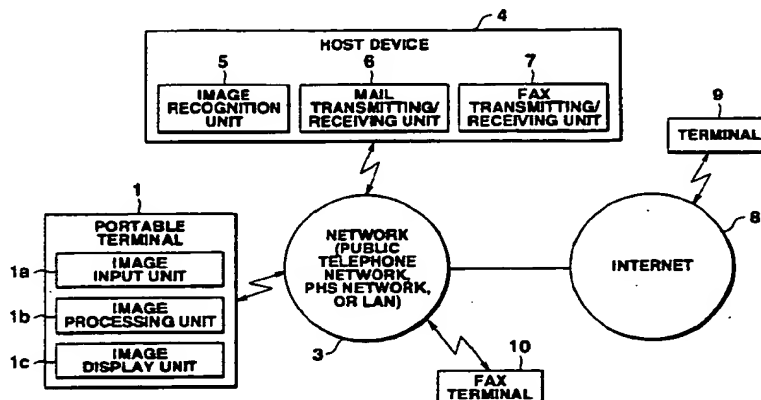 4
HOST DEVICE
5
6
7
IMAGE
RECOGNITION
UNIT
MAIL
TRANSMITTING/
RECEIVING UNIT
FAX
TRANSMITTING/
RECEIVING UNIT
9
TERMINAL
1
PORTABLE
TERMINAL
1a
IMAGE
INPUT UNIT
1b
IMAGE
PROCESSING UNIT
1c
IMAGE
DISPLAY UNIT
NETWORK
(PUBLIC
TELEPHONE
NETWORK,
PHS NETWORK,
OR LAN)
3
INTERNET
8
10
FAX
TERMINAL